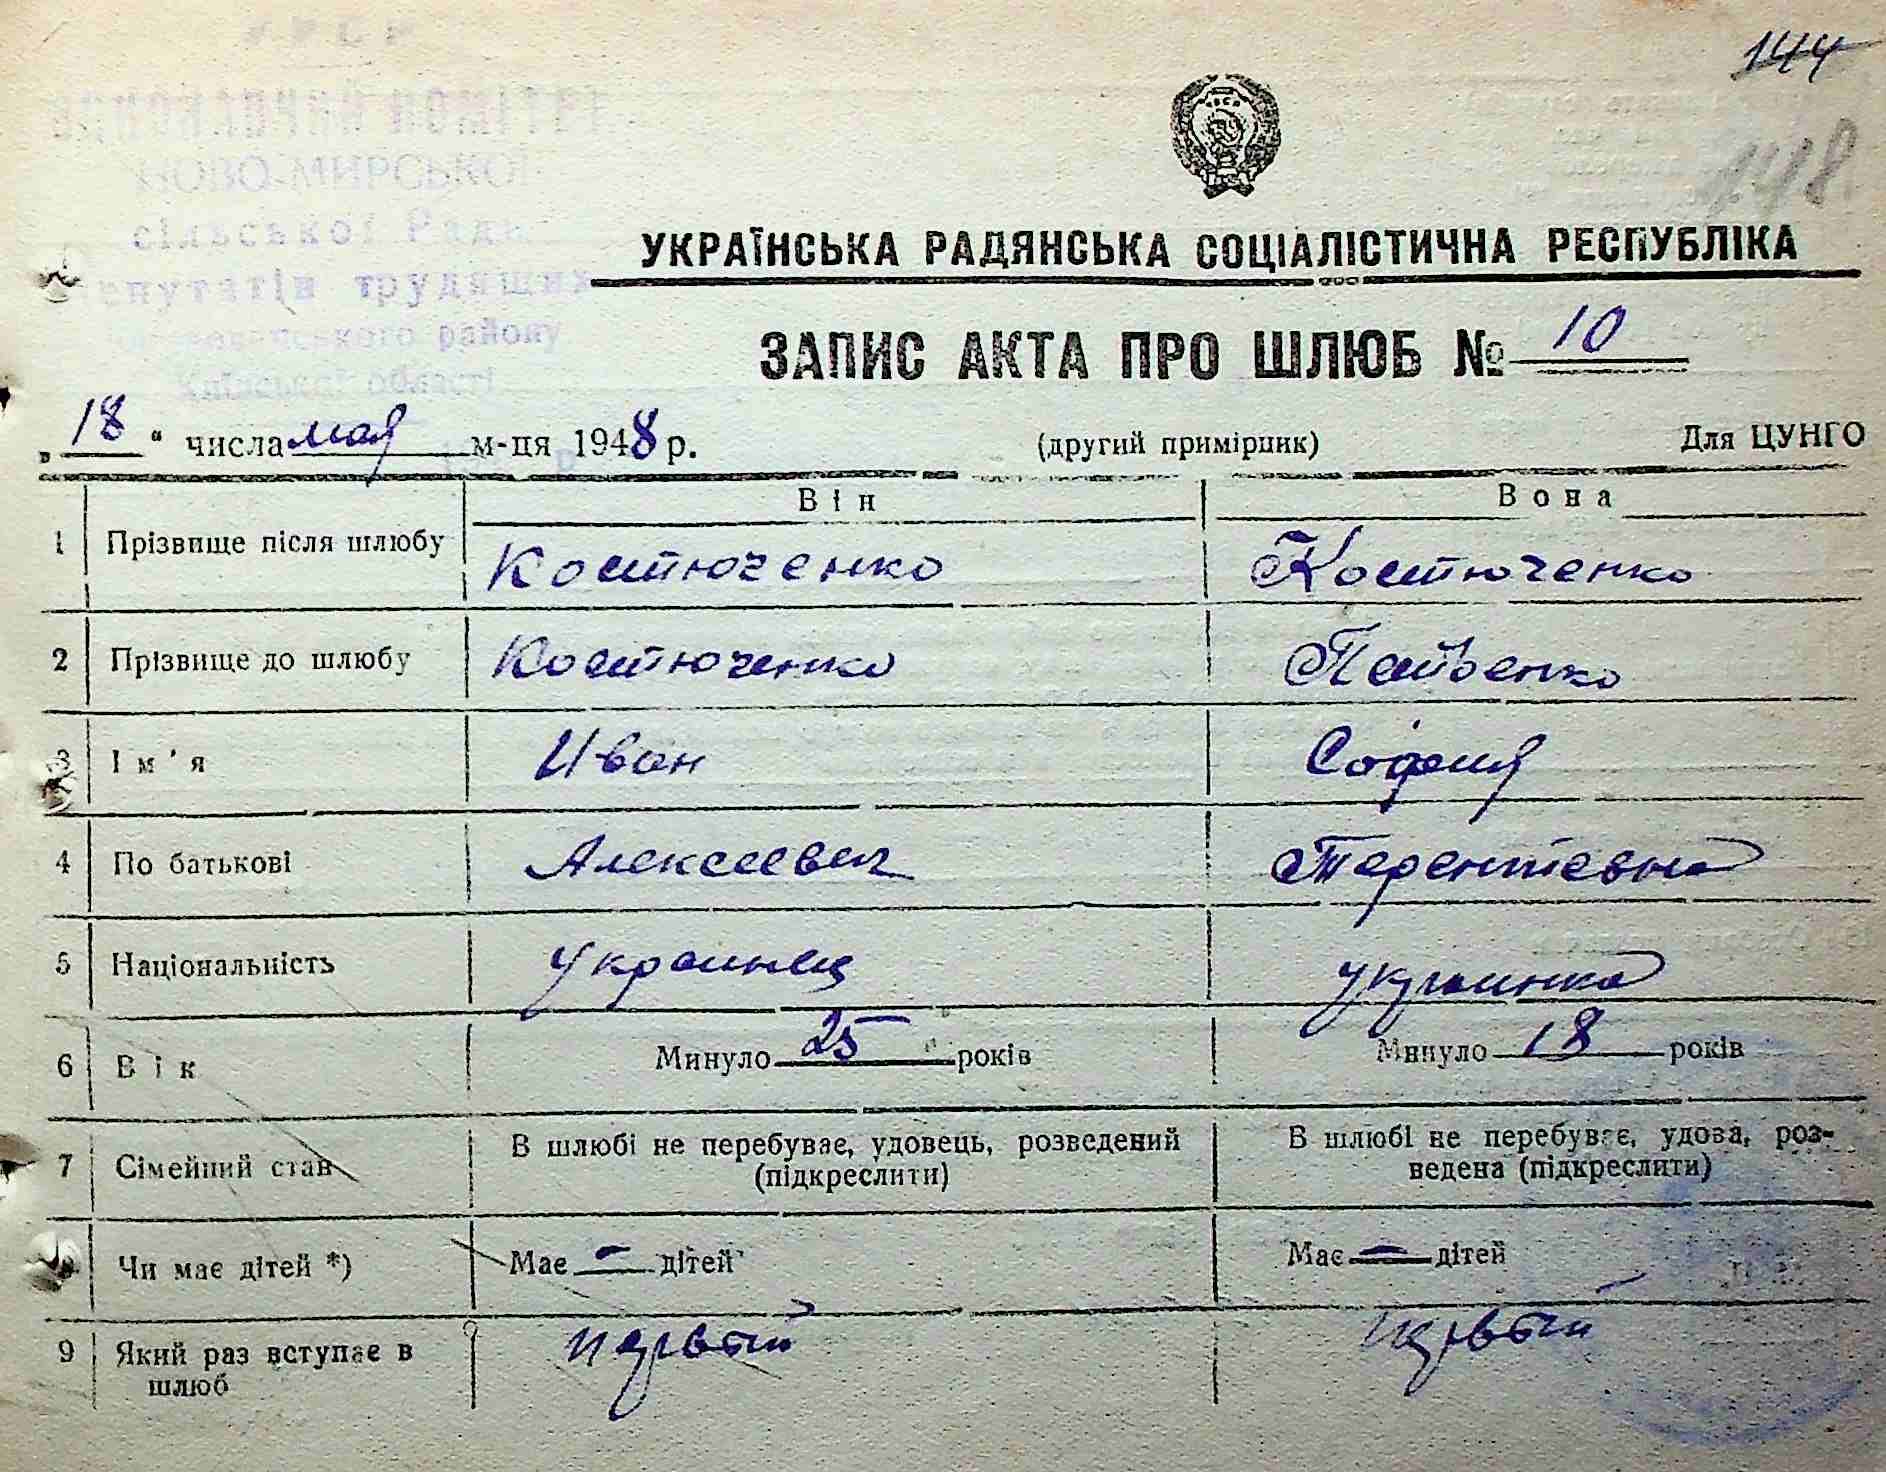 144
148
ВИКОНАВЧИЙ КОМІТЕТ
НОВО-МИРСЬКОЇ
сільської Ради
депутатів трудящих
району
Київської області
УКРАЇНСЬКА РАДЯНСЬКА СОЦІАЛІСТИЧНА РЕСПУБЛІКА
ЗАПИС АКТА ПРО ШЛЮБ № 10
„18“ числа мая м-ця 1948 р. (другий примірник) Для ЦУНГО
Він Вона
1 Прізвище після шлюбу Костюченко Костюченко
2 Прізвище до шлюбу Костюченко
3 Ім'я Иван София
4 По батькові Алексеевич Терентиевна
5 Національність украинец украинка
6 Вік Минуло 25 років Минуло 18 років
7 Сімейний стан В шлюбі не перебуває, удовець, розведений (підкреслити) В шлюбі не перебуває, удова, роз-
ведена (підкреслити)
Чи має дітей *) Має — дітей Має — дітей
9 Який раз вступає в первый первый
шлюб